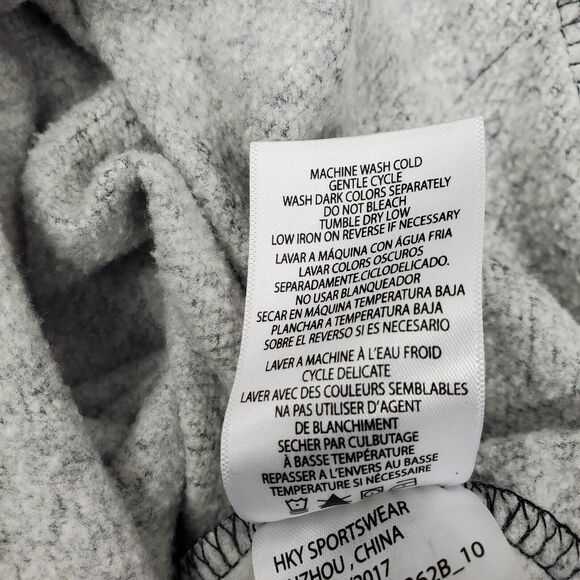 MACHINE WASH COLD
GENTLE CYCLE
WASH DARK COLORS SEPARATELY
DO NOT BLEACH
TUMBLE DRY LOW
LOW IRON ON REVERSE IF NECESSARY
LAVAR A MÁQUINA CON ÁGUA FRIA
LAVAR COLORS OSCUROS
SEPARADAMENTE.CICLODELICADO.
NO USAR BLANQUEADOR
SECAR EN MÁQUINA TEMPERATURA BAJA
PLANCHAR A TEMPERATURA BAJA
SOBRE EL REVERSO SI ES NECESARIO
LAVER A MACHINE À L'EAU FROID
CYCLE DELICATE
LAVER AVEC DES COULEURS SEMBLABLES
NA PAS UTILISER D'AGENT
DE BLANCHIMENT
SECHER PAR CULBUTAGE
À BASSE TEMPÉRATURE
REPASSER A L'ENVERS AU BASSE
TEMPERATURE SI NÉCESSAIRE
HKY SPORTSWEAR
, CHINA
/2017
62B_10